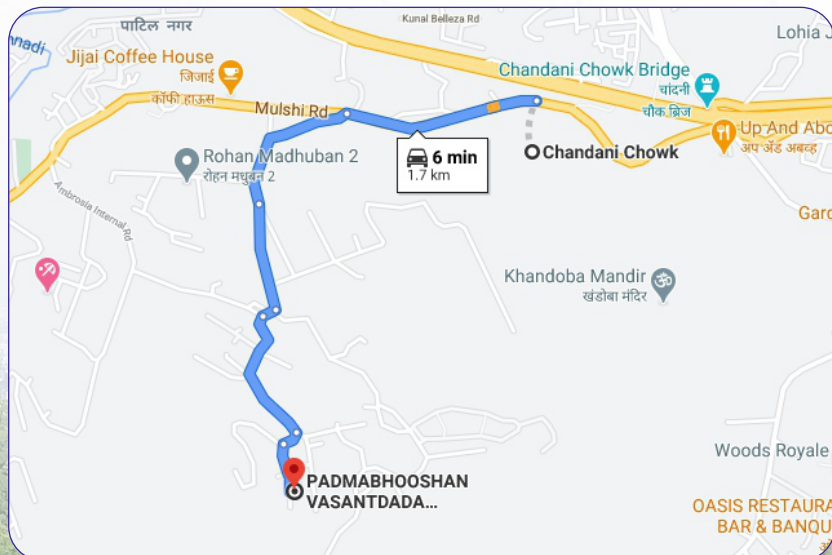 Kunal Belleza Rd
पाटिल नगर
Lohia J
nnadi
Jijai Coffee House
जिजाई
कॉफी हाऊस
Chandani Chowk Bridge
चांदनी
चौक ब्रिज
Mulshi Rd
Up And Abo
अप अँड अबव्ह
6 min
1.7 km
Chandani Chowk
Rohan Madhuban 2
रोहन मधुबन 2
Ambrosia Internal Rd
Gard
Khandoba Mandir
खंडोबा मंदिर
Woods Royale
PADMABHOOSHAN
VASANTDADA...
OASIS RESTAURA
BAR & BANQU